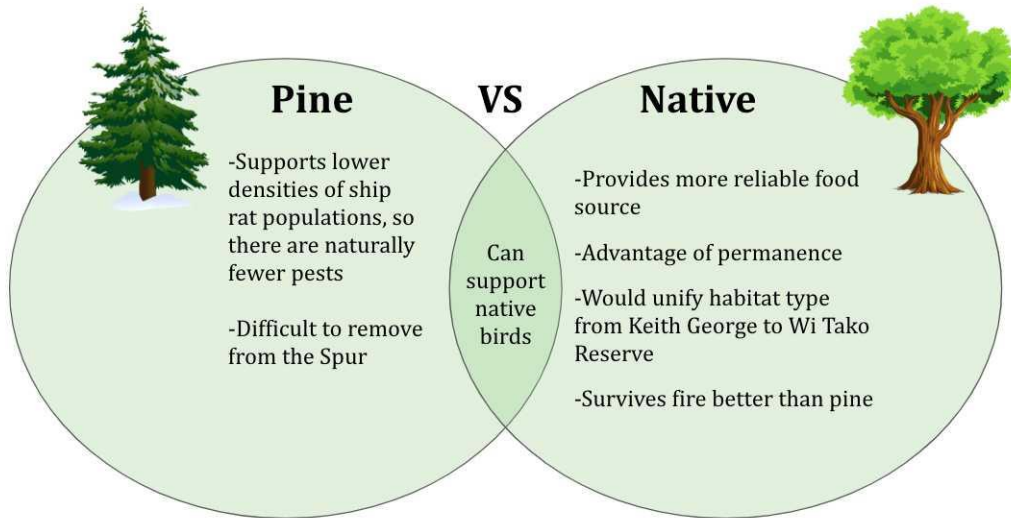 Pine
VS
Native
-Supports lower
densities of ship
rat populations, so
there are naturally
fewer pests
-Difficult to remove
from the Spur
Can
support
native
birds
-Provides more reliable food
source
-Advantage of permanence
-Would unify habitat type
from Keith George to Wi Tako
Reserve
-Survives fire better than pine